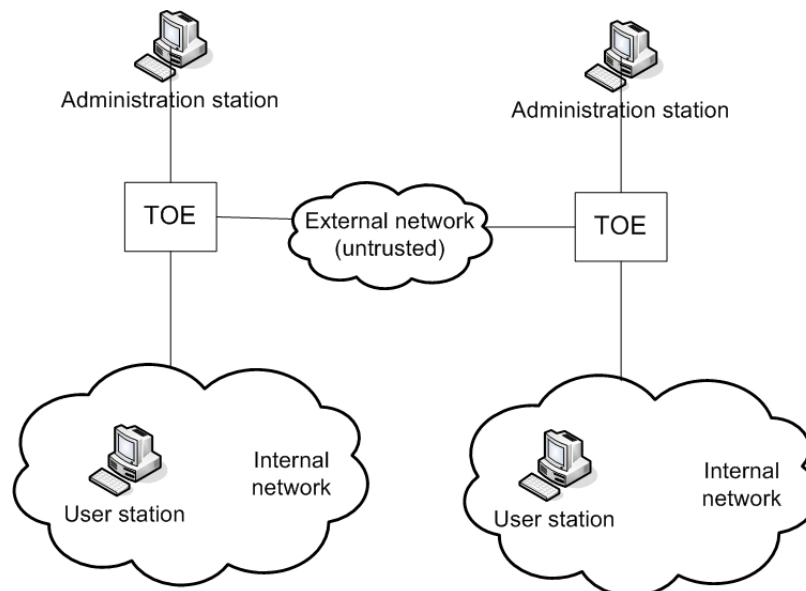 Administration station
Administration station
TOE
External network
(untrusted)
TOE
Internal
network
User station
Internal
network
User station